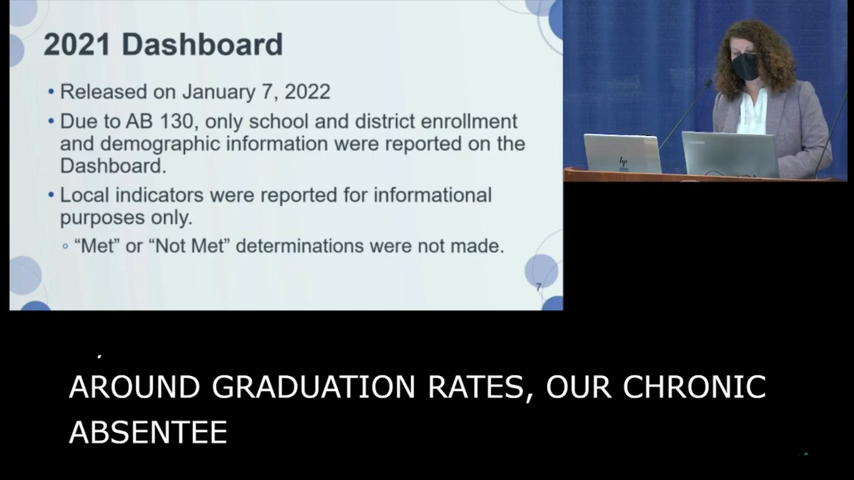 2021 Dashboard
• Released on January 7, 2022
• Due to AB 130, only school and district enrollment
and demographic information were reported on the
Dashboard.
• Local indicators were reported for informational
purposes only.
◦ “Met” or “Not Met” determinations were not made.
7
hp
AROUND GRADUATION RATES, OUR CHRONIC
ABSENTEE